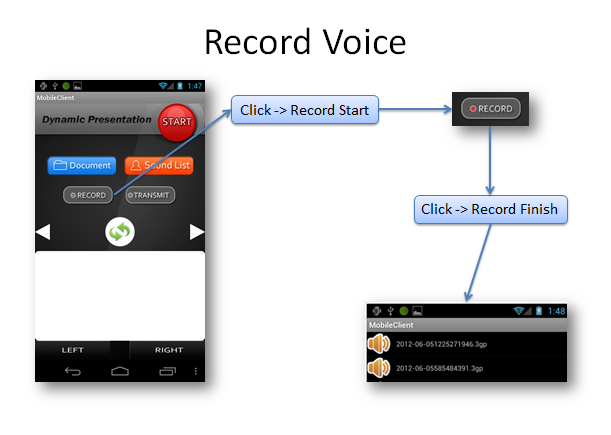 Record Voice
1:47
MobileClient
Dynamic Presentation
START
Document
Sound List
RECORD
TRANSMIT
LEFT
RIGHT
Click -> Record Start
RECORD
Click -> Record Finish
1:48
MobileClient
2012-06-051225271946.3gp
2012-06-05585484391.3gp